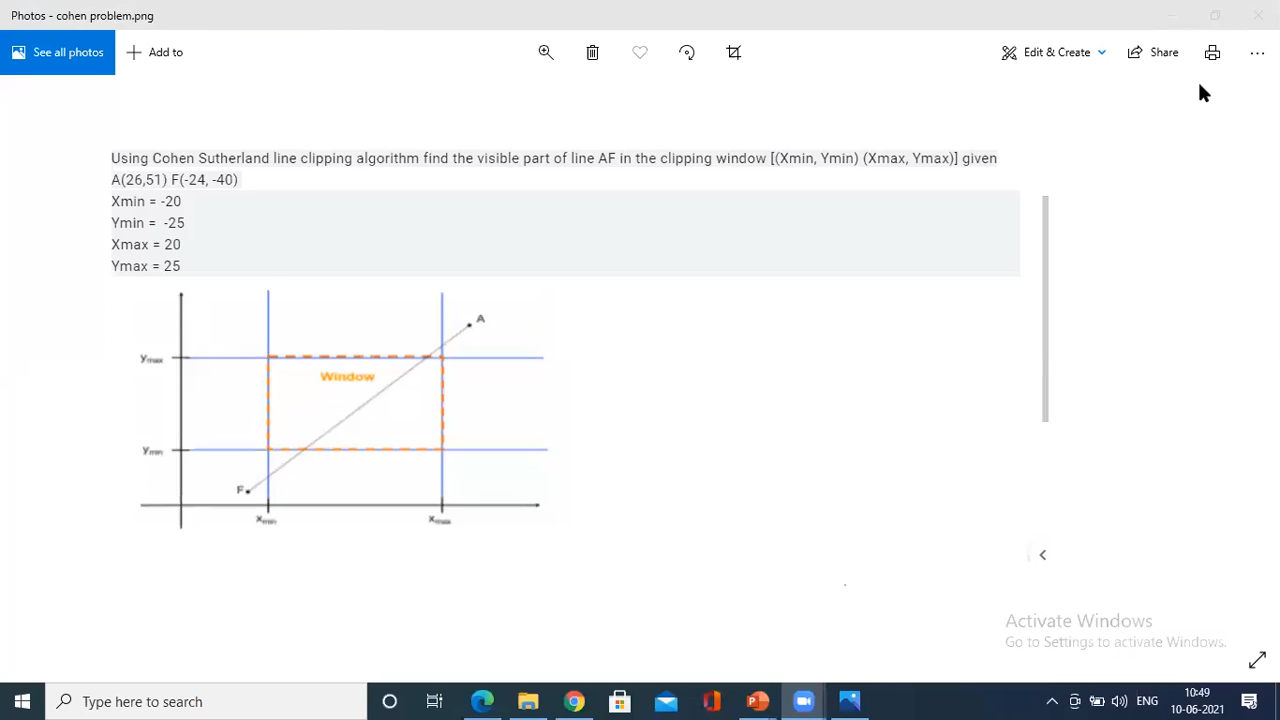 Photos - cohen problem.png
See all photos
Add to
Edit & Create
Share
Using Cohen Sutherland line clipping algorithm find the visible part of line AF in the clipping window [(Xmin, Ymin) (Xmax, Ymax)] given
A(26,51) F(-24, -40)
Xmin = -20
Ymin = -25
Xmax = 20
Ymax = 25
A
ymax
Window
ymin
F
xmin
xmax
Activate Windows
Go to Settings to activate Windows.
Type here to search
ENG
10:49
10-06-2021